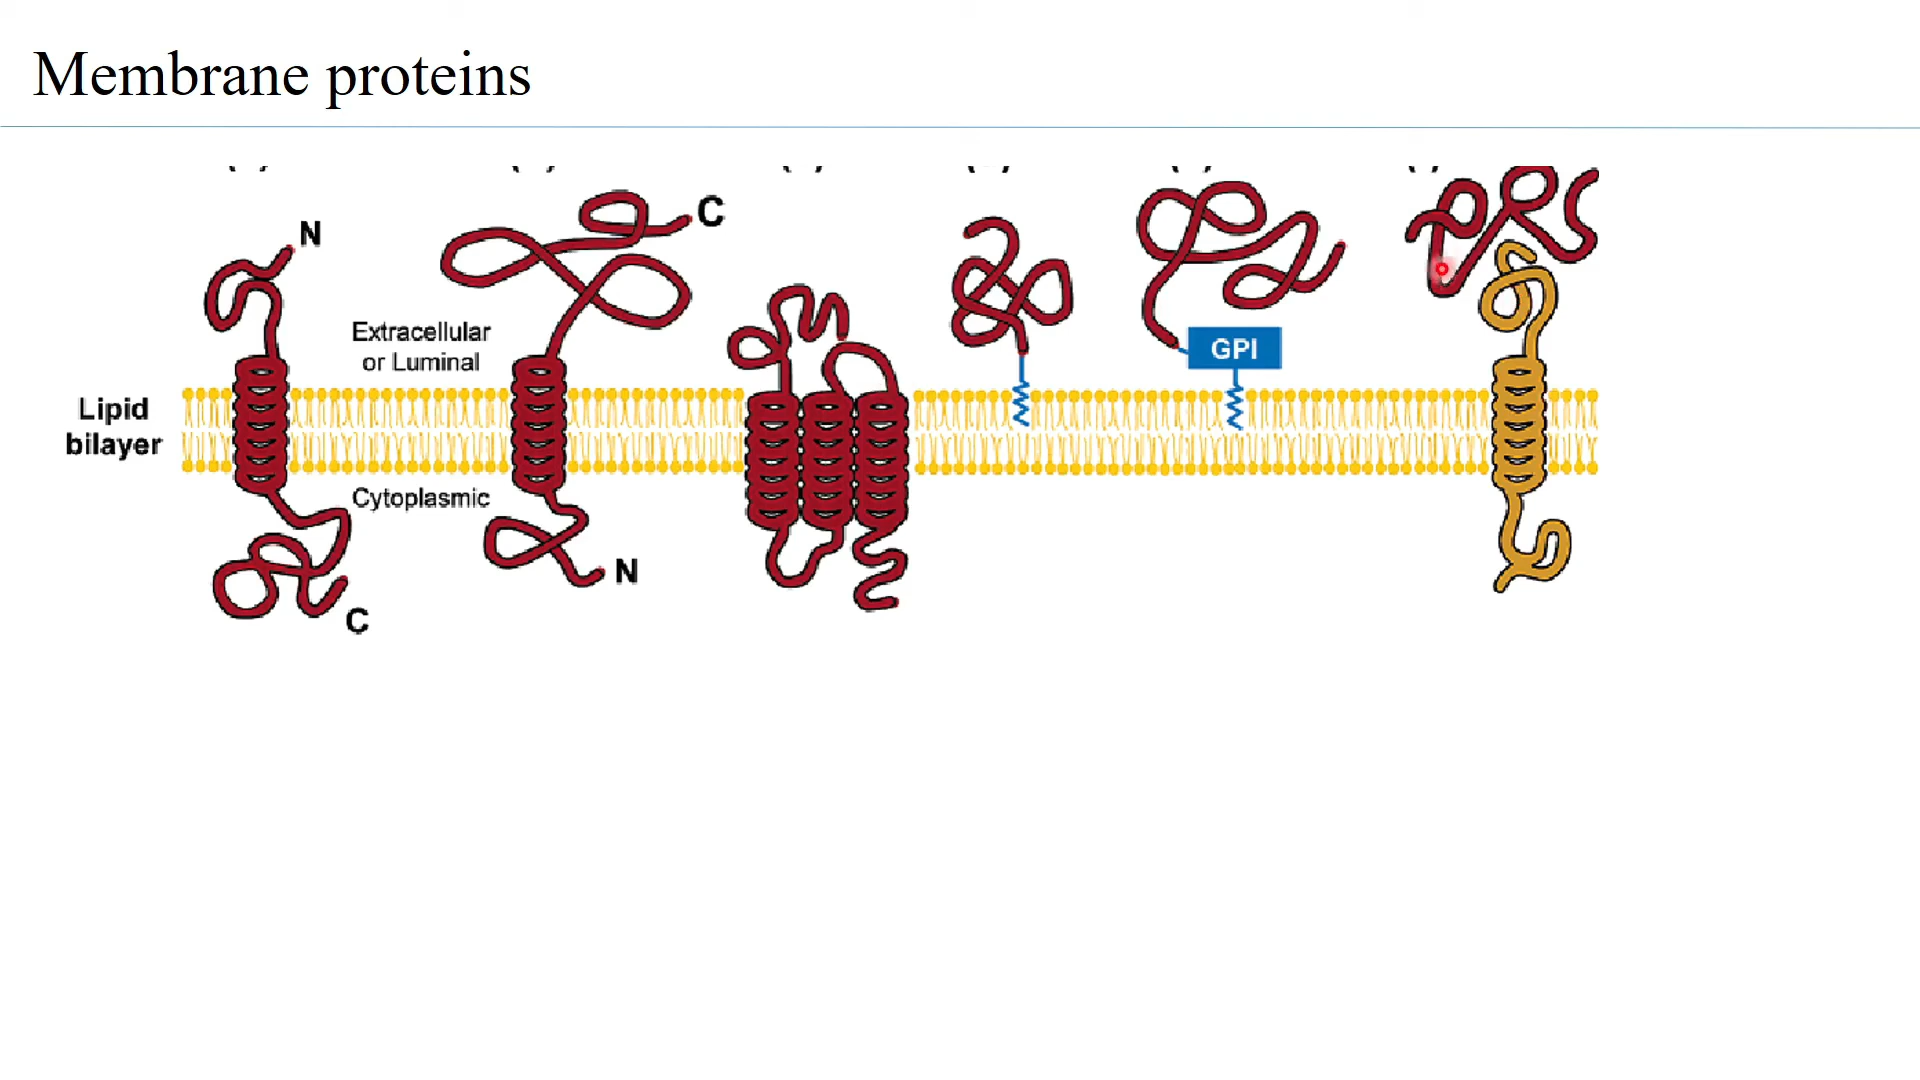 Membrane proteins
N
C
Extracellular
or Luminal
GPI
Lipid
bilayer
Cytoplasmic
N
C